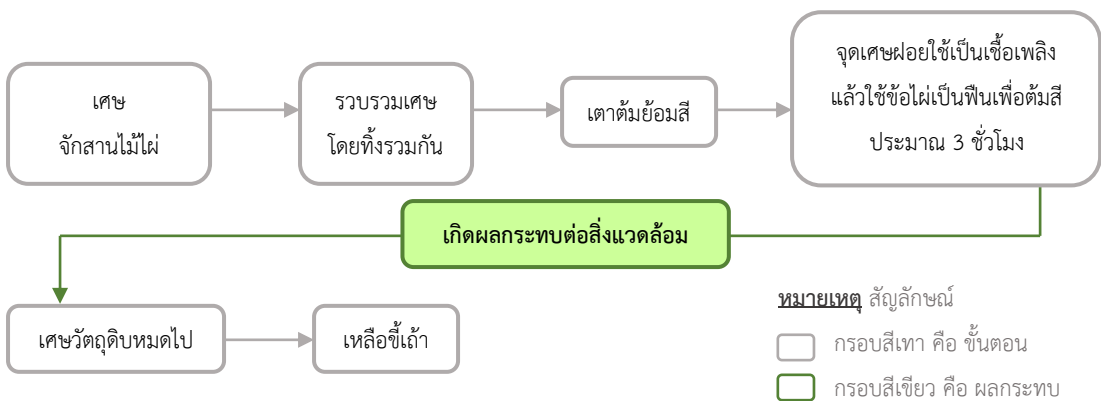 เศษ
จักสานไม้ไผ่
รวบรวมเศษ
โดยทิ้งรวมกัน
เตาต้มย้อมสี
จุดเศษฝอยใช้เป็นเชื้อเพลิง
แล้วใช้ข้อไผ่เป็นฟืนเพื่อต้มสี
ประมาณ 3 ชั่วโมง
เกิดผลกระทบต่อสิ่งแวดล้อม
เศษวัตถุดิบหมดไป
เหลือขี้เถ้า
หมายเหตุ สัญลักษณ์
กรอบสีเทา คือ ขั้นตอน
กรอบสีเขียว คือ ผลกระทบ